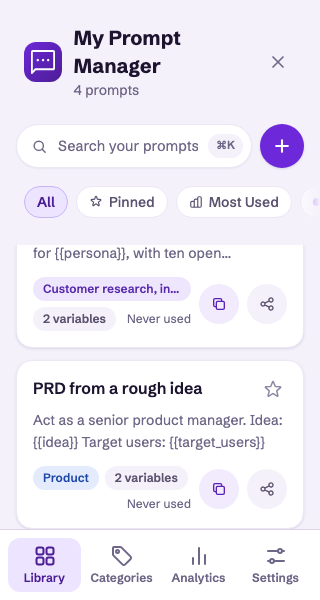 My Prompt
Manager
4 prompts
Search your prompts ⌘K
All Pinned Most Used
for {{persona}}, with ten open...
Customer research, in...
2 variables Never used
PRD from a rough idea
Act as a senior product manager. Idea:
{{idea}} Target users: {{target_users}}
Product 2 variables
Never used
Library Categories Analytics Settings